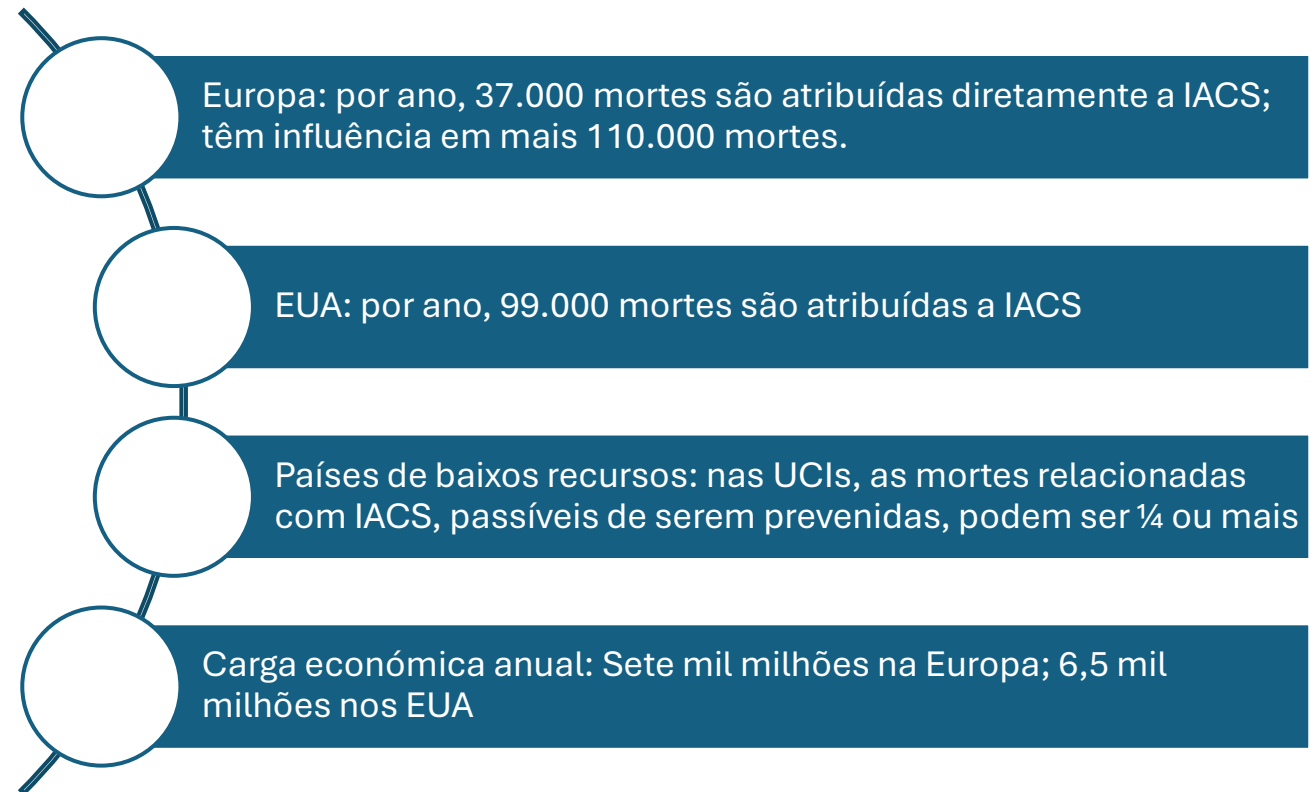 Europa: por ano, 37.000 mortes são atribuídas diretamente a IACS;
têm influência em mais 110.000 mortes.
EUA: por ano, 99.000 mortes são atribuídas a IACS
Países de baixos recursos: nas UCIs, as mortes relacionadas
com IACS, passíveis de serem prevenidas, podem ser ¼ ou mais
Carga económica anual: Sete mil milhões na Europa; 6,5 mil
milhões nos EUA